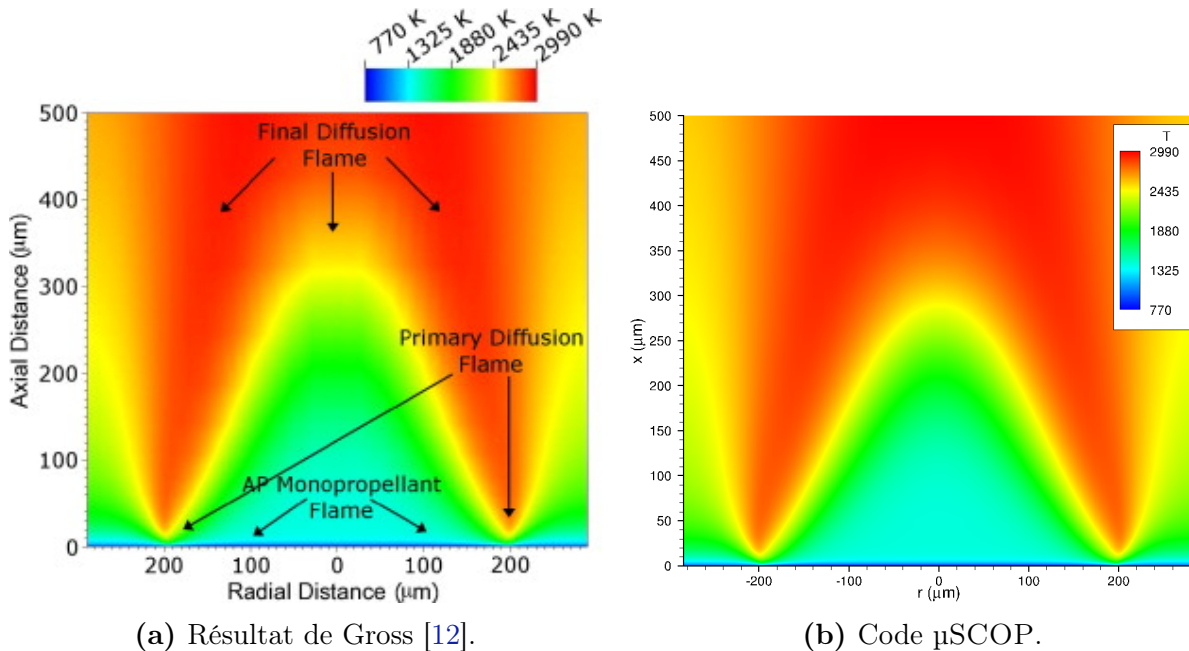 770 K 1325 K 1880 K 2435 K 2990 K
500
400
300
200
100
0
Axial Distance (μm)
Final Diffusion
Flame
Primary Diffusion
Flame
AP Monopropellant
Flame
200 100 0 100 200
Radial Distance (μm)
(a) Résultat de Gross [12].
500
450
400
350
300
250
200
150
100
50
0
x (μm)
T
2990
2435
1880
1325
770
-200 -100 0 100 200
r (μm)
(b) Code µSCOP.